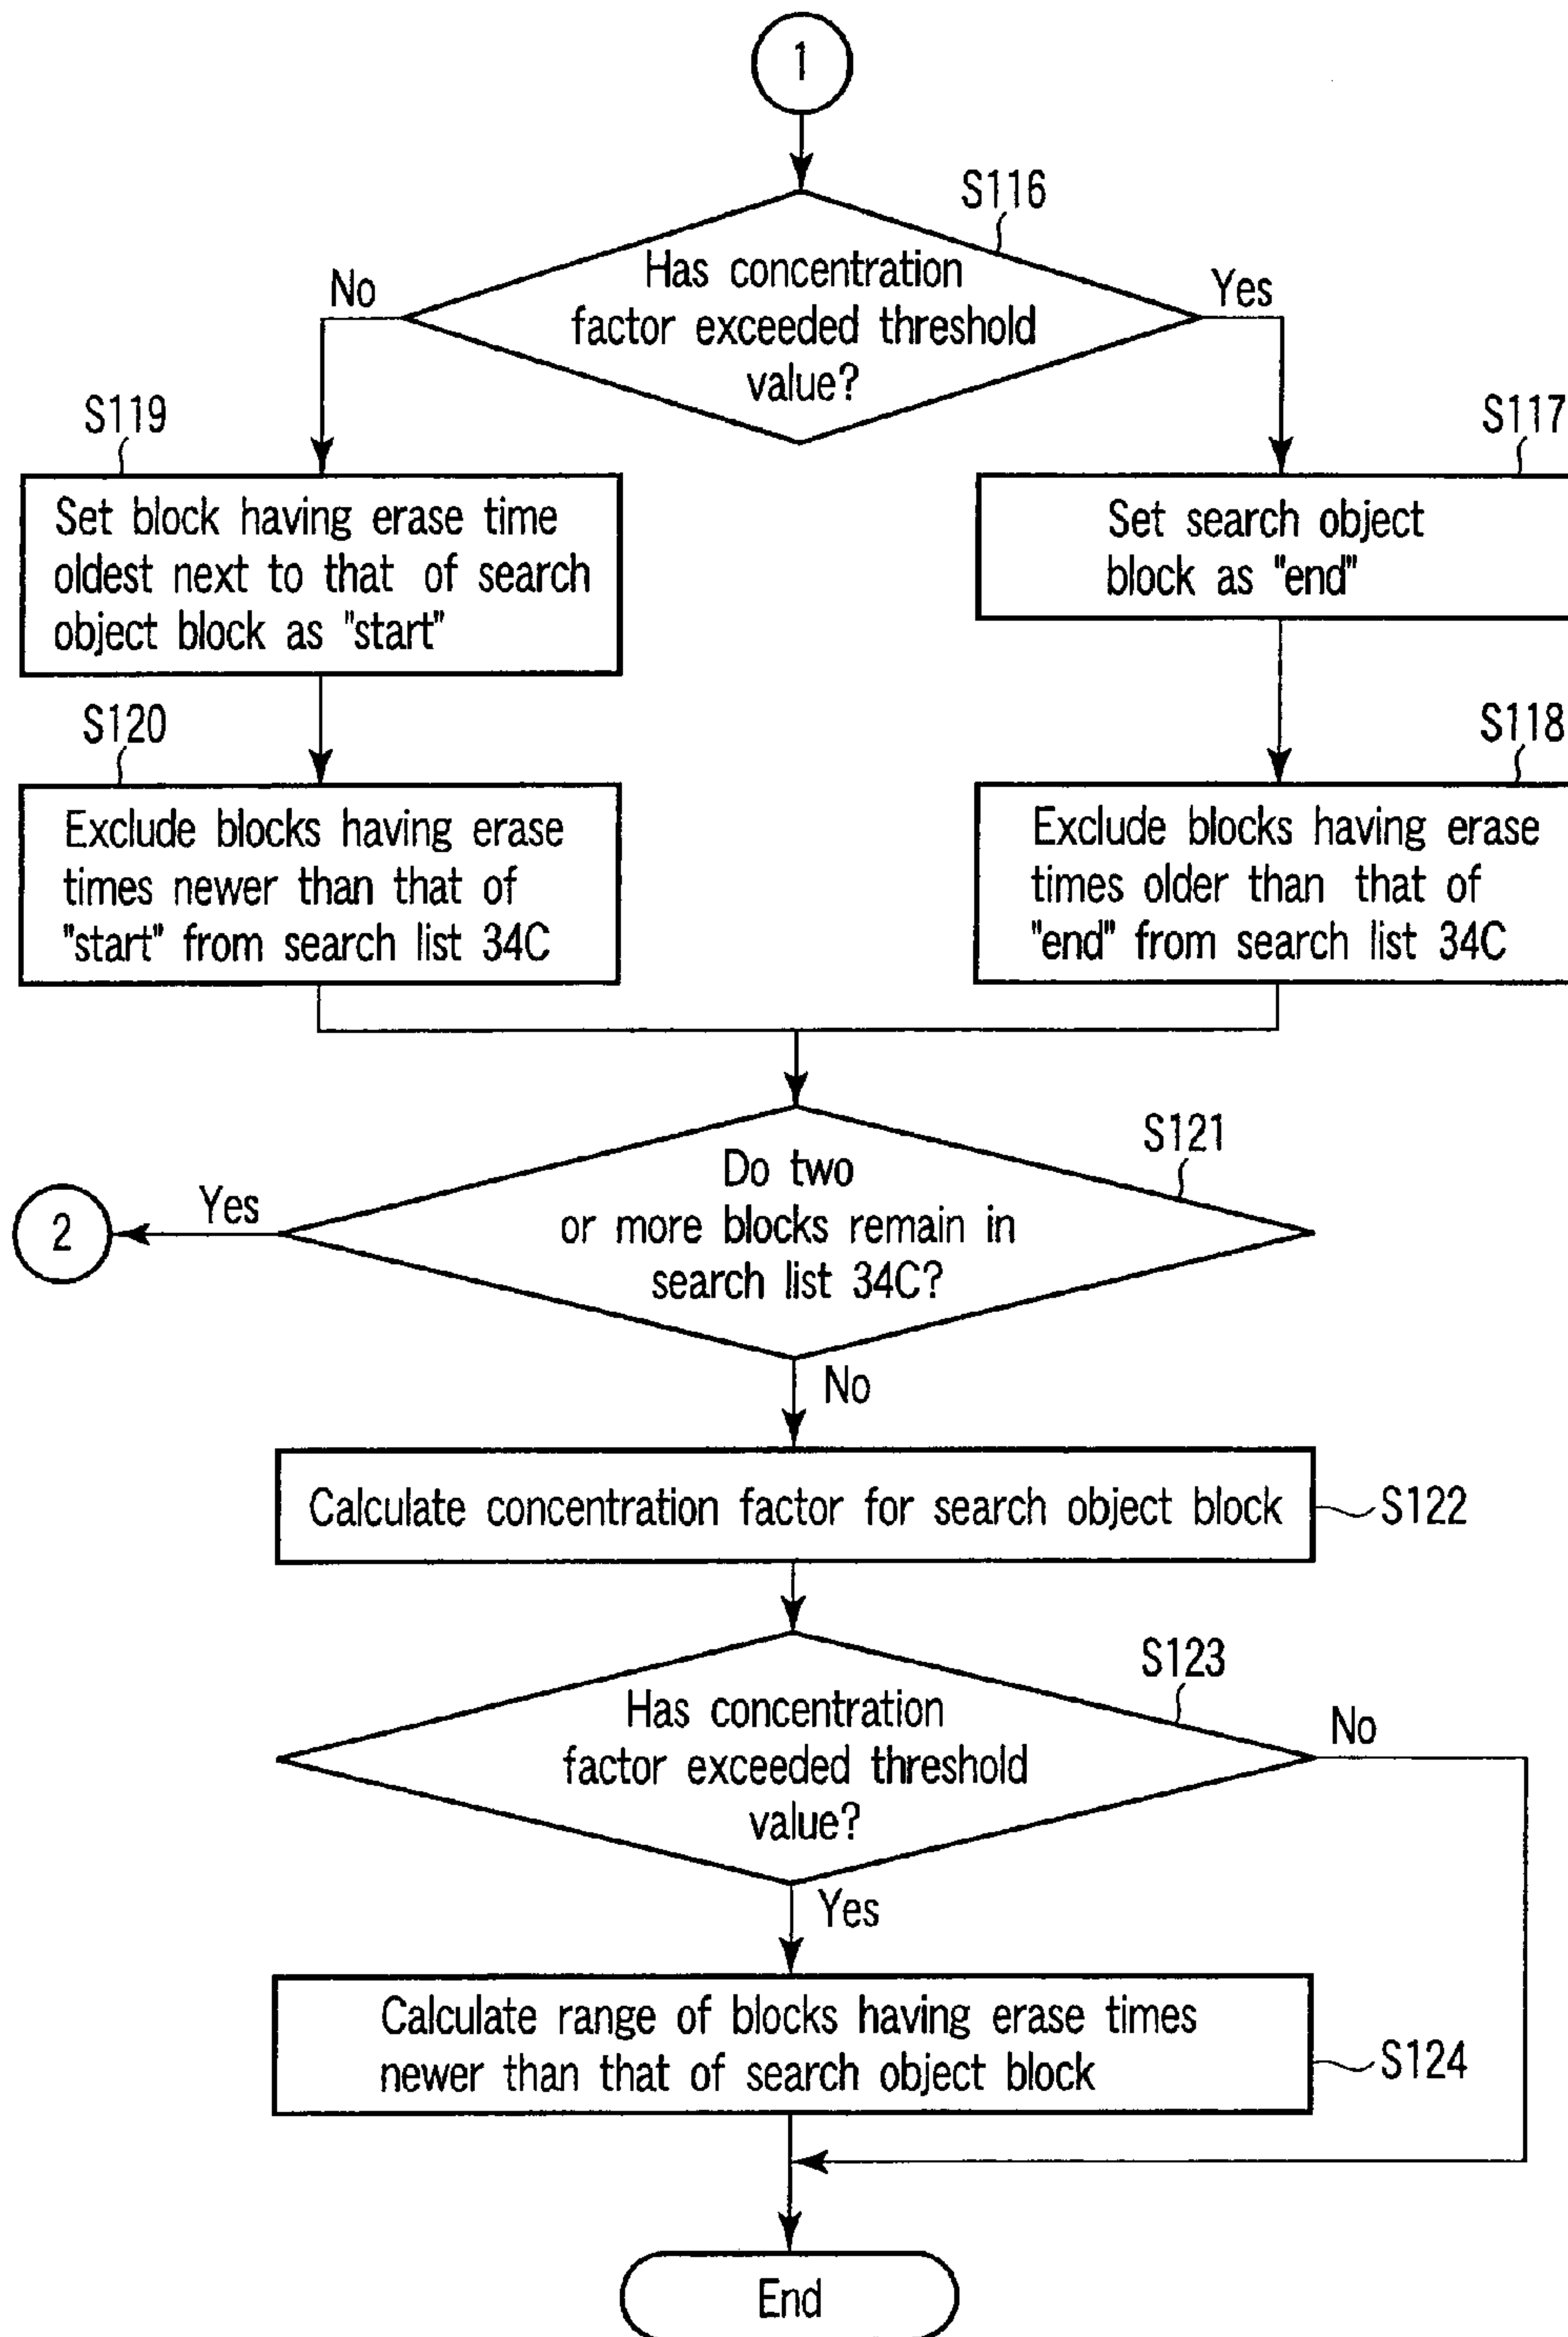 1
S116
Has concentration
factor exceeded threshold
value?
No
Yes
S119
Set block having erase time
oldest next to that of search
object block as "start"
S117
Set search object
block as "end"
S120
Exclude blocks having erase
times newer than that of
"start" from search list 34C
S118
Exclude blocks having erase
times older than that of
"end" from search list 34C
S121
Do two
or more blocks remain in
search list 34C?
Yes
2
No
Calculate concentration factor for search object block
S122
S123
Has concentration
factor exceeded threshold
value?
No
Yes
Calculate range of blocks having erase times
newer than that of search object block
S124
End